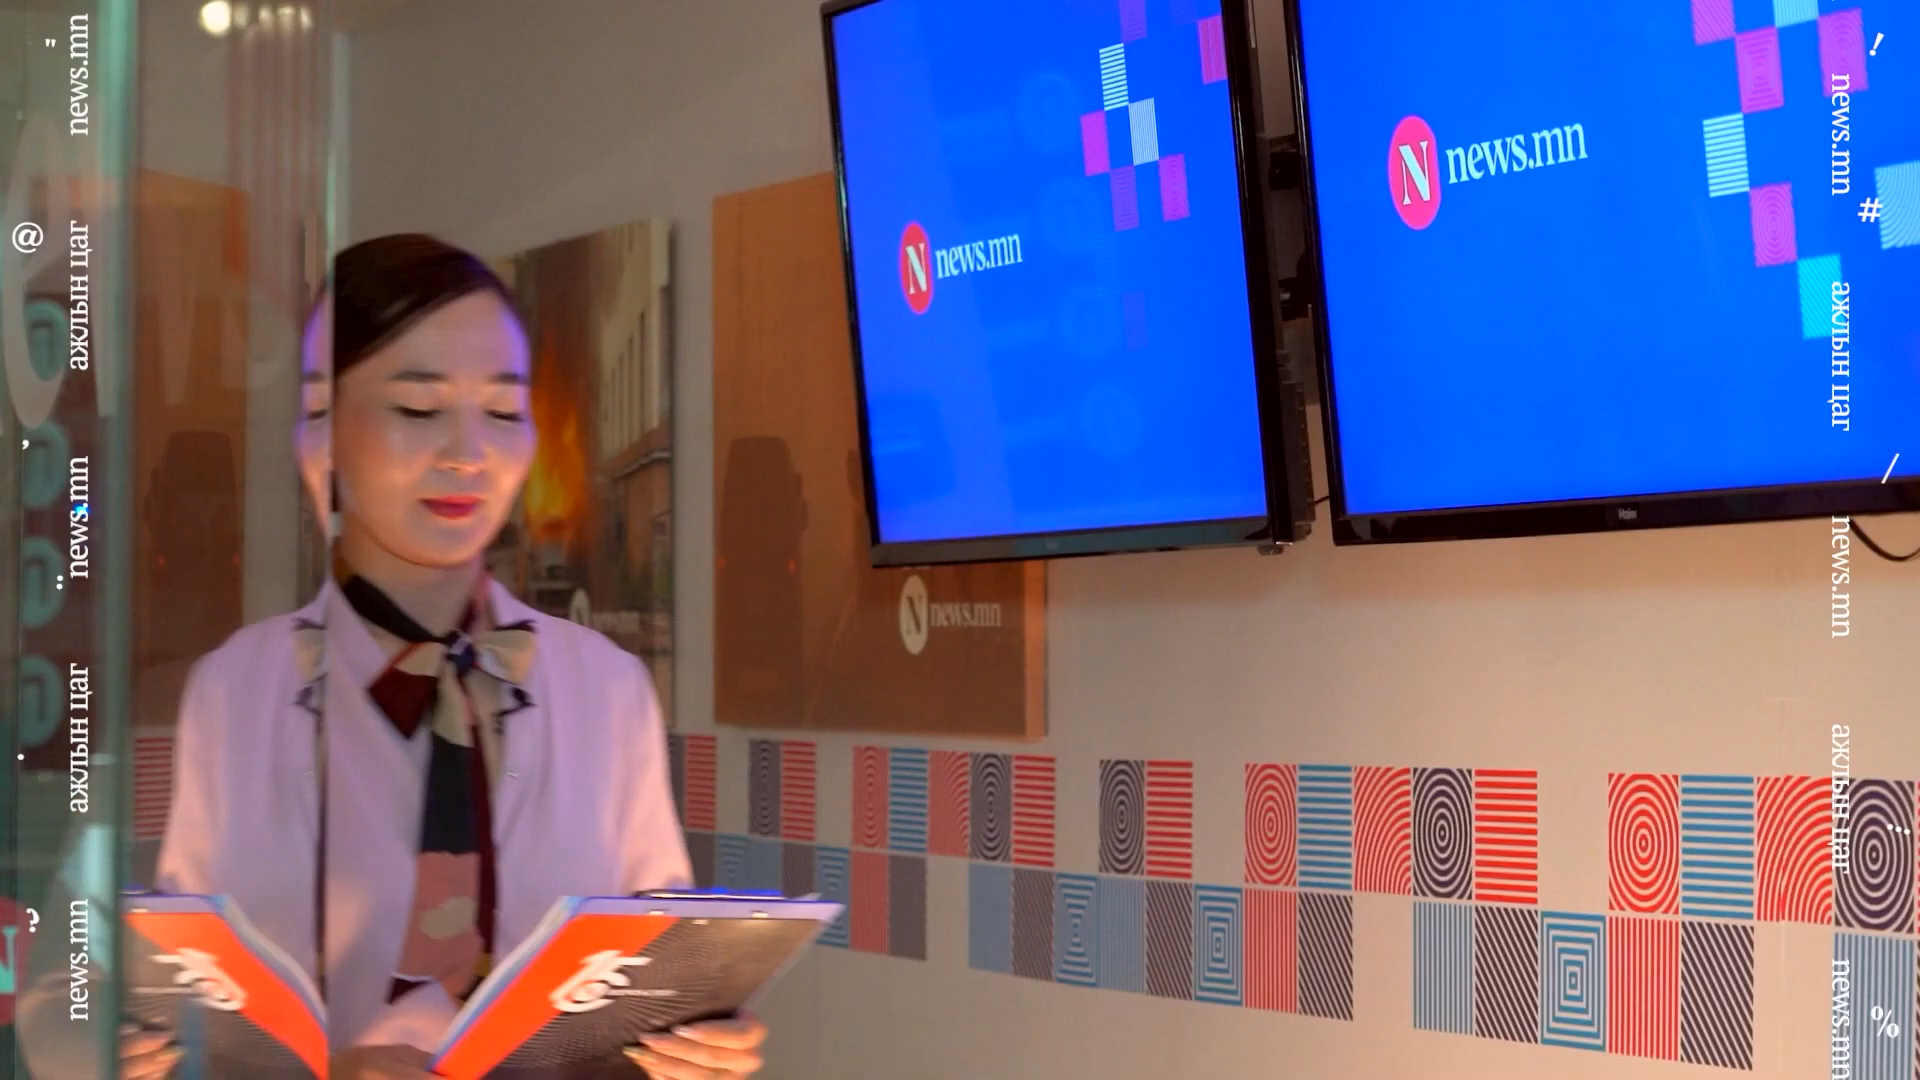 news.mn
ажлын цаг
news.mn
ажлын цаг
news.mn
N news.mn
N news.mn
N news.mn
Haier
news.mn
ажлын цаг
news.mn
ажлын цаг
news.mn
" @ , .. . ?
! # / ... %